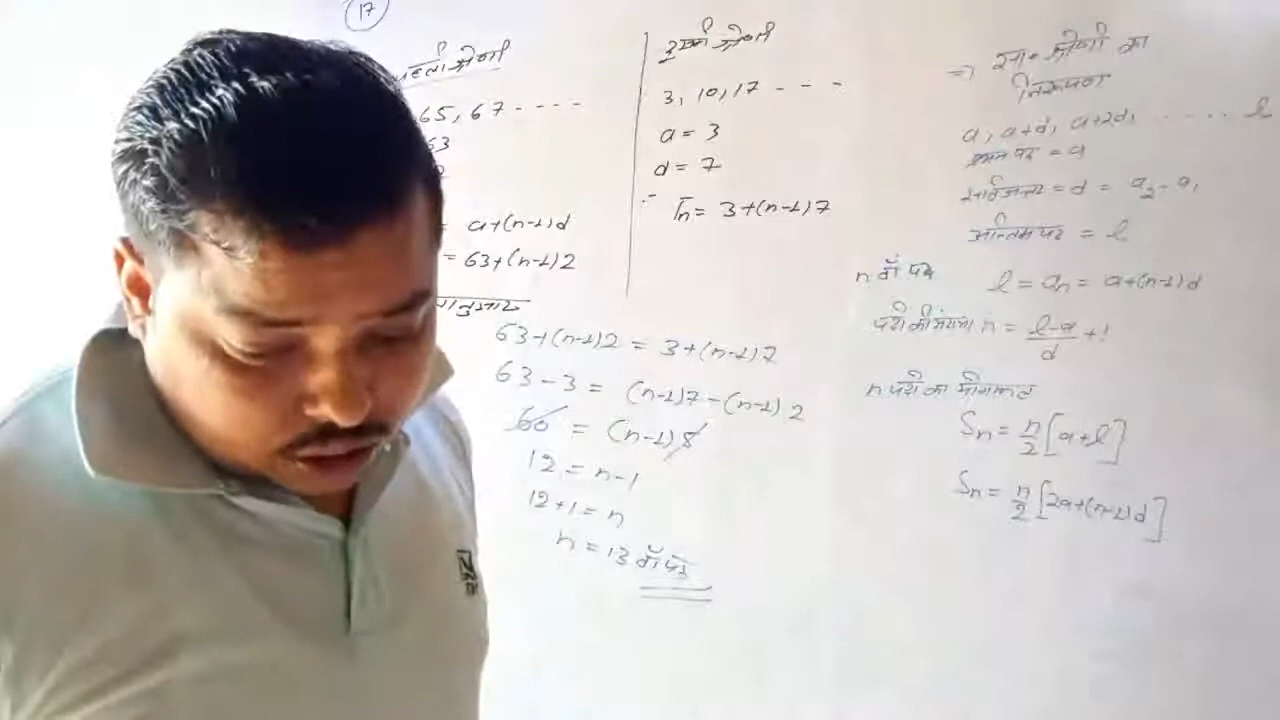 17
श्रेणी
65, 67 - - - -
63
a+(n-1)d
= 63+(n-1)2
63+(n-1)2 = 3+(n-1)7
63-3 = (n-1)7-(n-1)2
60 = (n-1)5
12 = n-1
12+1 = n
n = 13 वाँ पद
दूसरी श्रेणी
3, 10, 17 - - -
a = 3
d = 7
Tn = 3+(n-1)7
⇒ स॰ श्रेणी का
निरूपण
a, a+d, a+2d, ..... l
प्रथम पद = a
सार्वअन्तर = d = a₂-a₁
अन्तिम पद = l
n वाँ पद l = an = a+(n-1)d
पदों की संख्या n = (l-a)/d +1
n पदों का योगफल
Sn = n/2 [a+l]
Sn = n/2 [2a+(n-1)d]